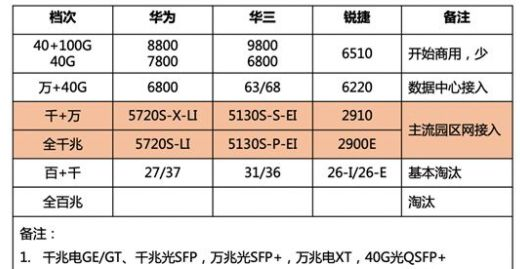 档次 华为 华三 锐捷 备注
40+100G 8800 9800 6510 开始商用，少
40G 7800 6800
万+40G 6800 63/68 6220 数据中心接入
千+万 5720S-X-LI 5130S-S-EI 2910 主流园区网接入
全千兆 5720S-LI 5130S-P-EI 2900E
百+千 27/37 31/36 26-I/26-E 基本淘汰
全百兆 淘汰
备注：
1. 千兆电GE/GT、千兆光SFP，万兆光SFP+，万兆电XT，40G光QSFP+